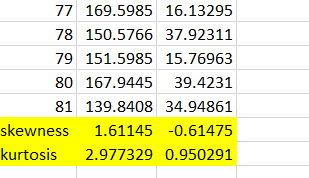 77 169.5985 16.13295
78 150.5766 37.92311
79 151.5985 15.76963
80 167.9445 39.4231
81 139.8408 34.94861
skewness 1.61145 -0.61475
kurtosis 2.977329 0.950291